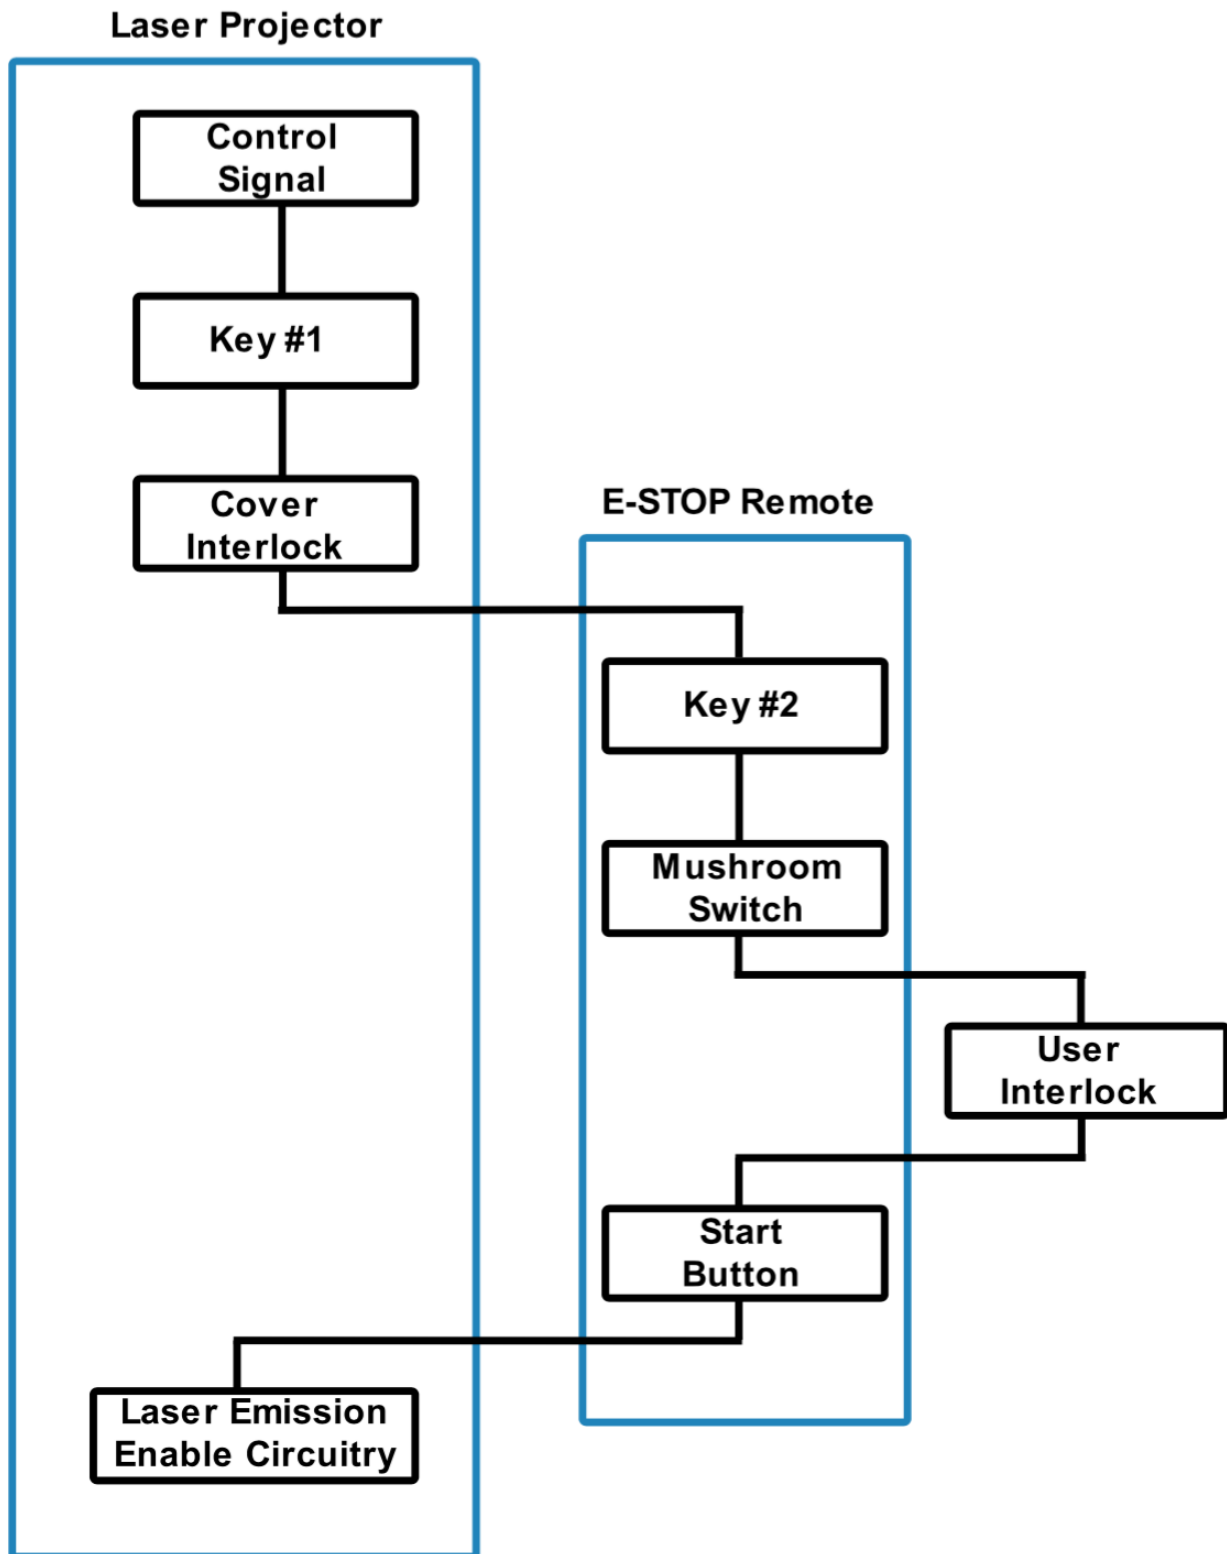 Laser Projector
Control
Signal
Key #1
Cover
Interlock
E-STOP Remote
Key #2
Mushroom
Switch
User
Interlock
Start
Button
Laser Emission
Enable Circuitry